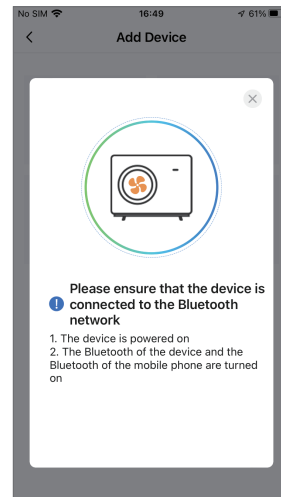 No SIM 16:49 61%
Add Device
Please ensure that the device is
connected to the Bluetooth
network
1. The device is powered on
2. The Bluetooth of the device and the
Bluetooth of the mobile phone are turned
on